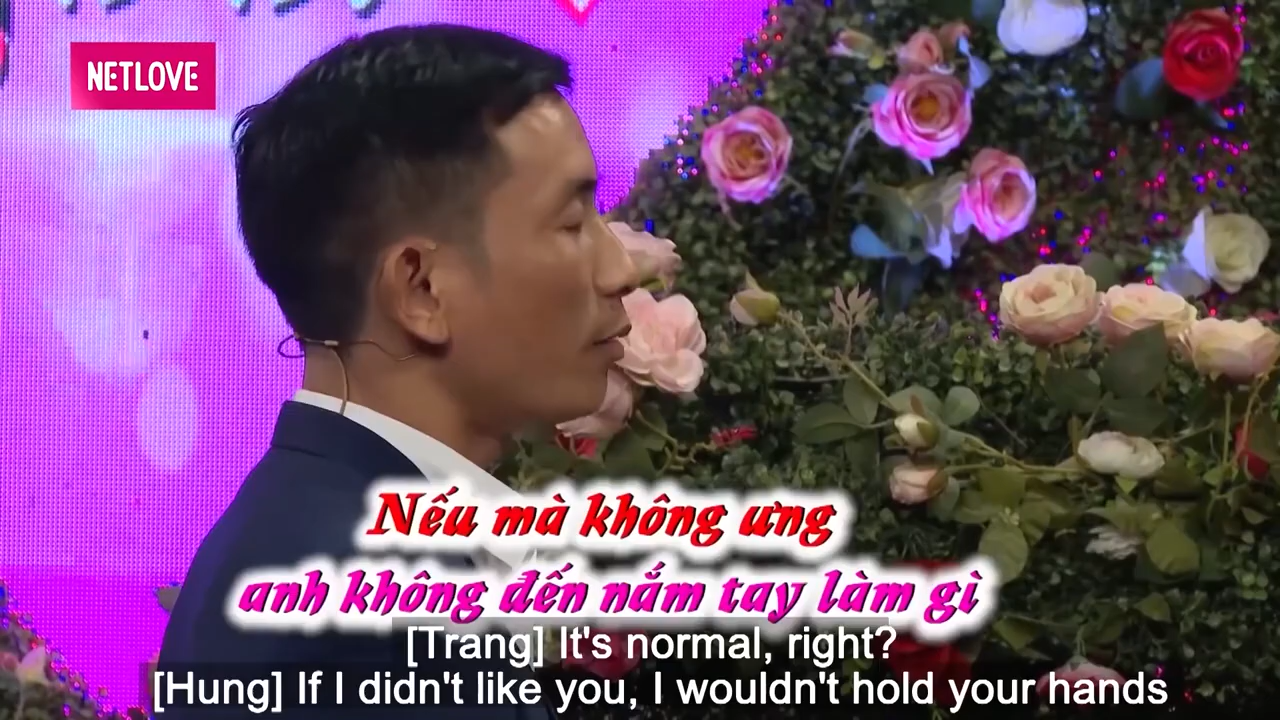 NETLOVE
Nếu mà không ưng
anh không đến nắm tay làm gì
[Trang] It's normal, right?
[Hung] If I didn't like you, I wouldn't hold your hands